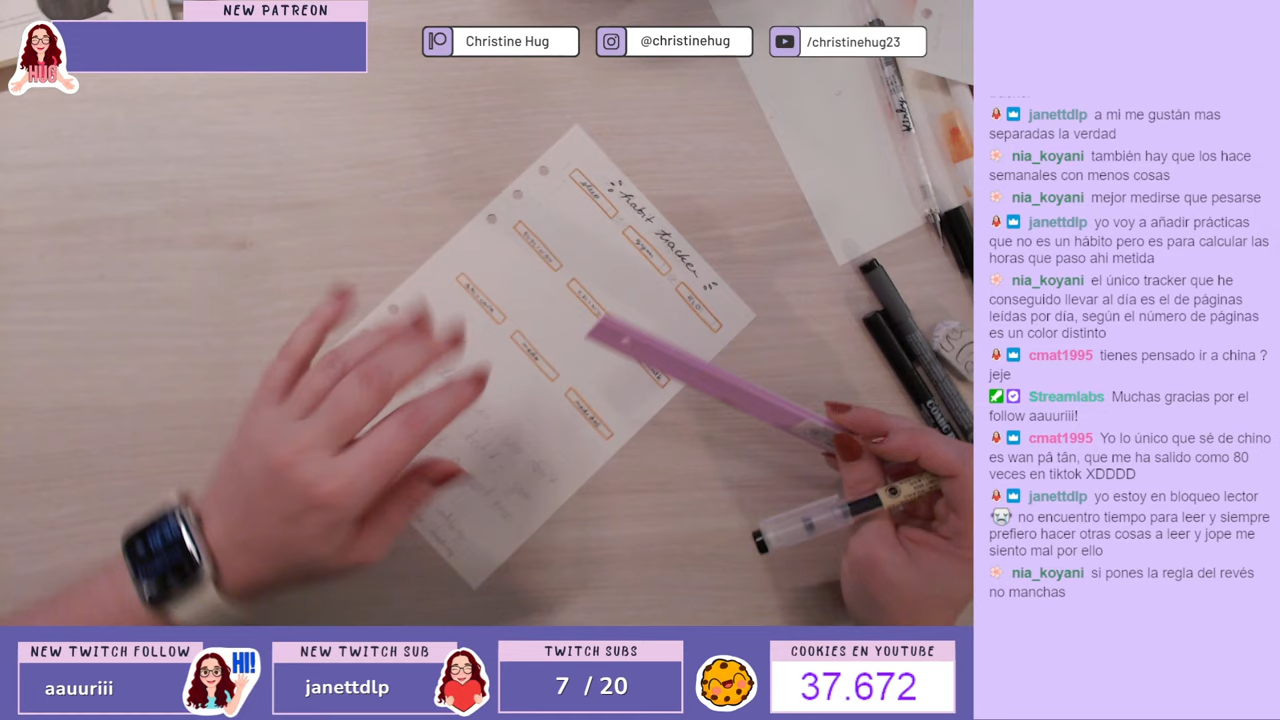 NEW PATREON
HUG
Christine Hug
@christinehug
/christinehug23
habit tracker
janettdlp a mi me gustán mas
separadas la verdad
nia_koyani también hay que los hace
semanales con menos cosas
nia_koyani mejor medirse que pesarse
janettdlp yo voy a añadir prácticas
que no es un hábito pero es para calcular las
horas que paso ahi metida
nia_koyani el único tracker que he
conseguido llevar al día es el de páginas
leídas por día, según el número de páginas
es un color distinto
cmat1995 tienes pensado ir a china ?
jeje
Streamlabs Muchas gracias por el
follow aauuriii!
cmat1995 Yo lo único que sé de chino
es wan pá tán, que me ha salido como 80
veces en tiktok XDDDD
janettdlp yo estoy en bloqueo lector
no encuentro tiempo para leer y siempre
prefiero hacer otras cosas a leer y jope me
siento mal por ello
nia_koyani si pones la regla del revés
no manchas
NEW TWITCH FOLLOW
aauuriii
HI!
NEW TWITCH SUB
janettdlp
TWITCH SUBS
7 / 20
COOKIES EN YOUTUBE
37.672